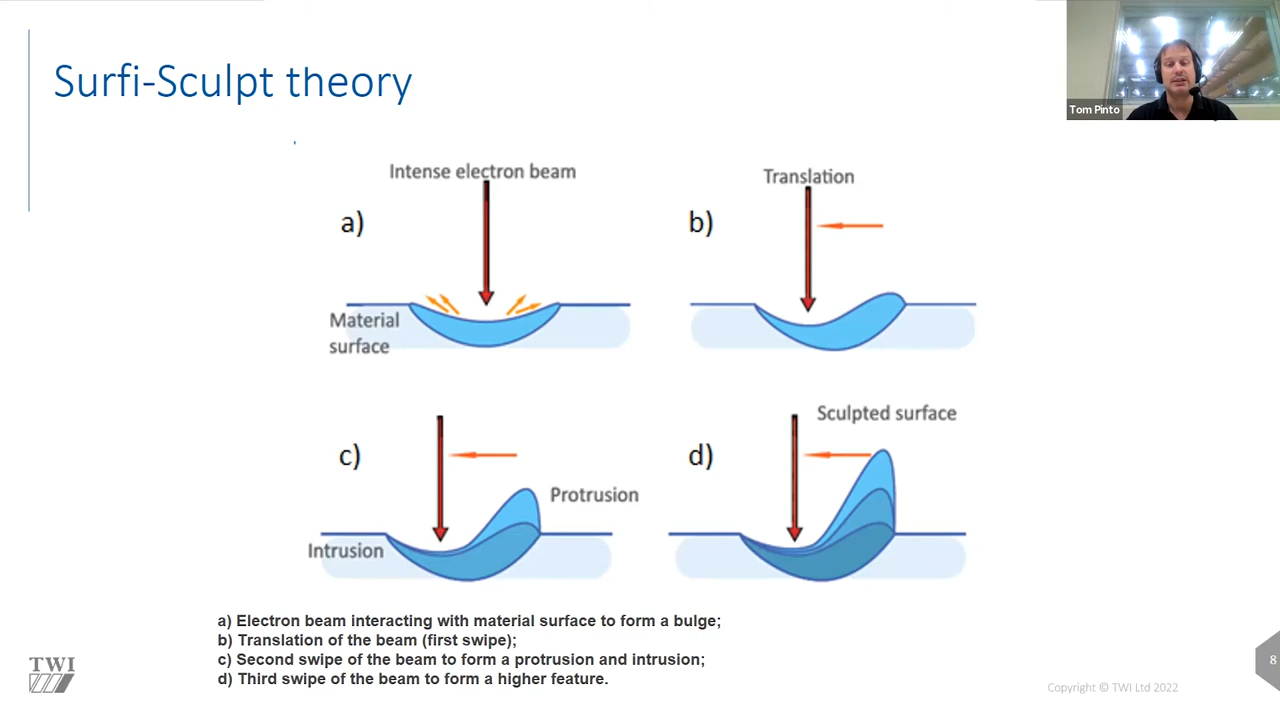 Surfi-Sculpt theory
Tom Pinto
Intense electron beam
a)
Material
surface
Translation
b)
c)
Protrusion
Intrusion
Sculpted surface
d)
a) Electron beam interacting with material surface to form a bulge;
b) Translation of the beam (first swipe);
c) Second swipe of the beam to form a protrusion and intrusion;
d) Third swipe of the beam to form a higher feature.
TWI
Copyright © TWI Ltd 2022
8